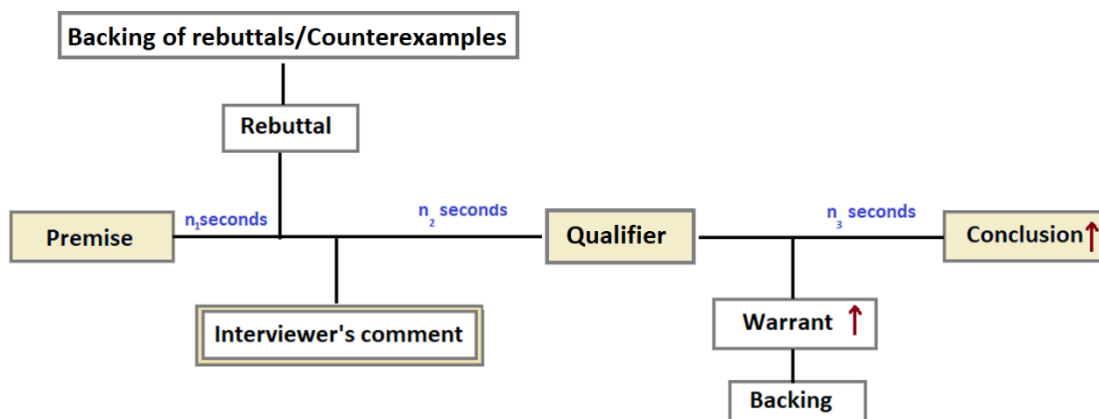 Backing of rebuttals/Counterexamples
Rebuttal
n₁seconds
n₂ seconds
n₃ seconds
Premise
Qualifier
Conclusion↑
Interviewer's comment
Warrant ↑
Backing